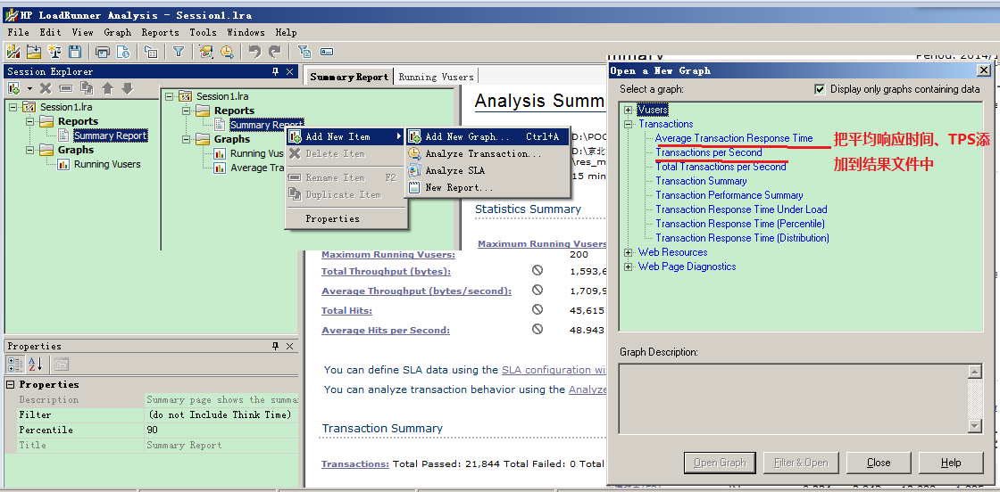 HP LoadRunner Analysis - Session1.lra
File Edit View Graph Reports Tools Windows Help
Session Explorer
Session1.lra
Reports
Summary Report
Graphs
Running Vusers
Session1.lra
Reports
Summary Report
Graphs
Running Vus
Average Tra
Add New Item
Delete Item
Rename Item F2
Duplicate Item
Properties
Add New Graph... Ctrl+A
Analyze Transaction...
Analyze SLA
New Report...
Summary Report Running Vusers
Analysis Summ
D:\POC
D:\京北
\res_m
15 min
Statistics Summary
Maximum Running Vusers
Maximum Running Vusers: 200
Total Throughput (bytes): 1,593,6
Average Throughput (bytes/second): 1,709,9
Total Hits: 45,615
Average Hits per Second: 48.943
You can define SLA data using the SLA configuration wi
You can analyze transaction behavior using the Analyze
Transaction Summary
Transactions: Total Passed: 21,844 Total Failed: 0 Total
Properties
Properties
Description Summary page shows the summa
Filter (do not Include Think Time)
Percentile 90
Title Summary Report
Period: 2014/1
Open a New Graph
Select a graph:
Display only graphs containing data
Vusers
Transactions
Average Transaction Response Time
Transactions per Second
Total Transactions per Second
Transaction Summary
Transaction Performance Summary
Transaction Response Time Under Load
Transaction Response Time (Percentile)
Transaction Response Time (Distribution)
Web Resources
Web Page Diagnostics
把平均响应时间、TPS添
加到结果文件中
Graph Description:
Open Graph Filter & Open Close Help